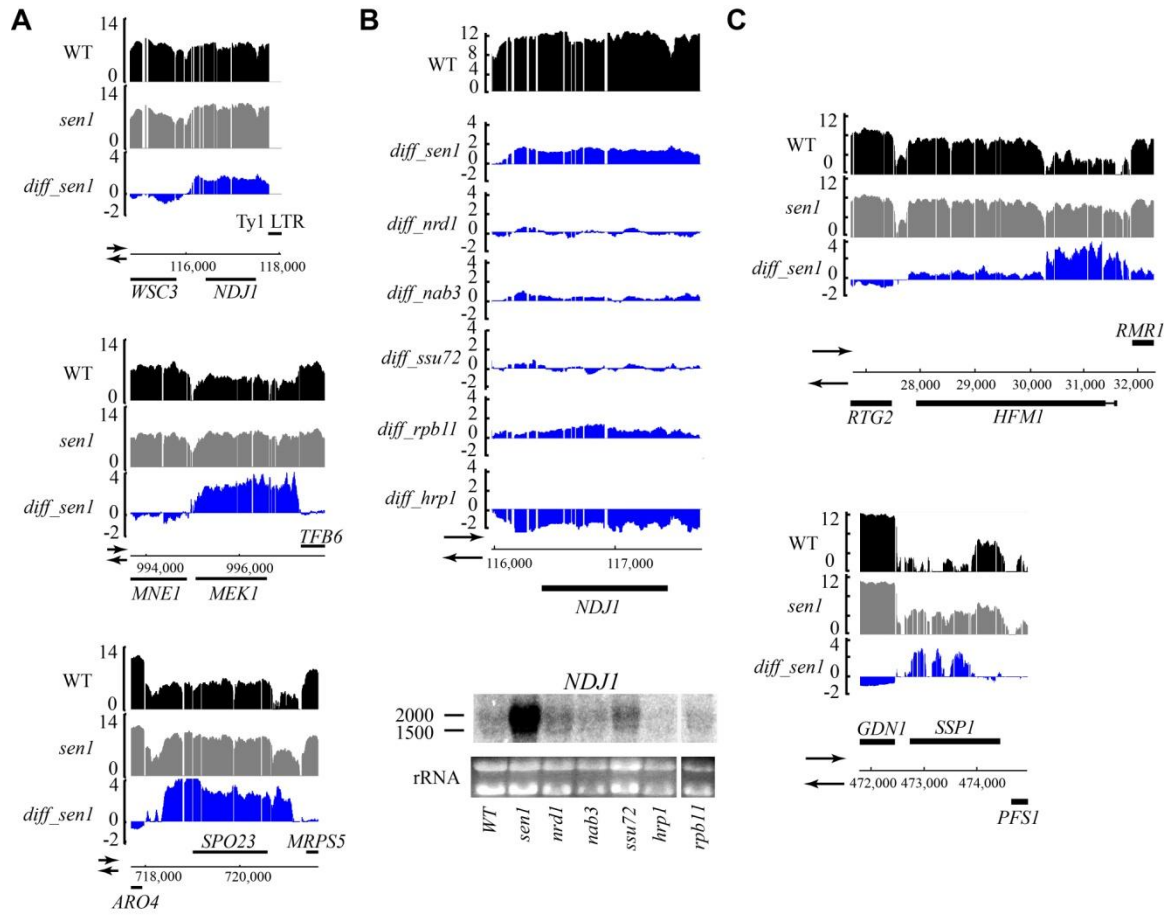 A
14
WT
0
14
sen1
0
4
diff_sen1
0
-2
Ty1 LTR
116,000 118,000
WSC3 NDJ1
14
WT
0
14
sen1
0
4
2
diff_sen1
0
-2
TFB6
994,000 996,000
MNE1 MEK1
14
WT
0
14
sen1
0
4
2
diff_sen1
0
-2
SPO23 MRPS5
718,000 720,000
ARO4
B
12
8
WT
4
0
4
diff_sen1 2
0
-2
4
diff_nrd1 2
0
-2
4
diff_nab3 2
0
-2
4
diff_ssu72 2
0
-2
4
diff_rpb11 2
0
-2
4
diff_hrp1 2
0
-2
116,000 117,000
NDJ1
NDJ1
2000
1500
rRNA
WT sen1 nrd1 nab3 ssu72 hrp1 rpb11
C
12
WT
0
12
sen1
0
4
diff_sen1
0
-2
RMR1
28,000 29,000 30,000 31,000 32,000
RTG2 HFM1
12
WT
0
12
sen1
0
4
2
diff_sen1
0
-2
GDN1 SSP1
472,000 473,000 474,000
PFS1